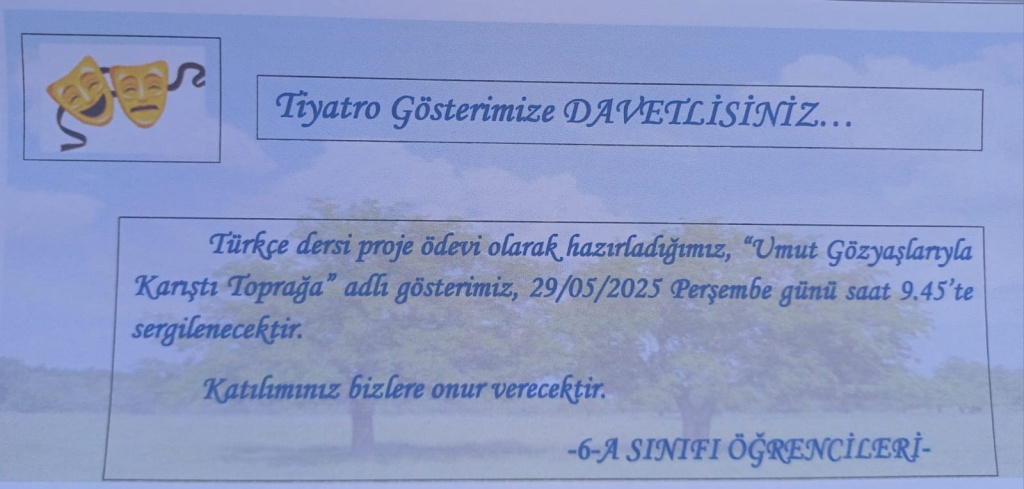 Tiyatro Gösterimize DAVETLİSİNİZ...
Türkçe dersi proje ödevi olarak hazırladığımız, “Umut Gözyaşlarıyla
Karıştı Toprağa” adlı gösterimiz, 29/05/2025 Perşembe günü saat 9.45’te
sergilenecektir.
Katılımınız bizlere onur verecektir.
-6-A SINIFI ÖĞRENCİLERİ-